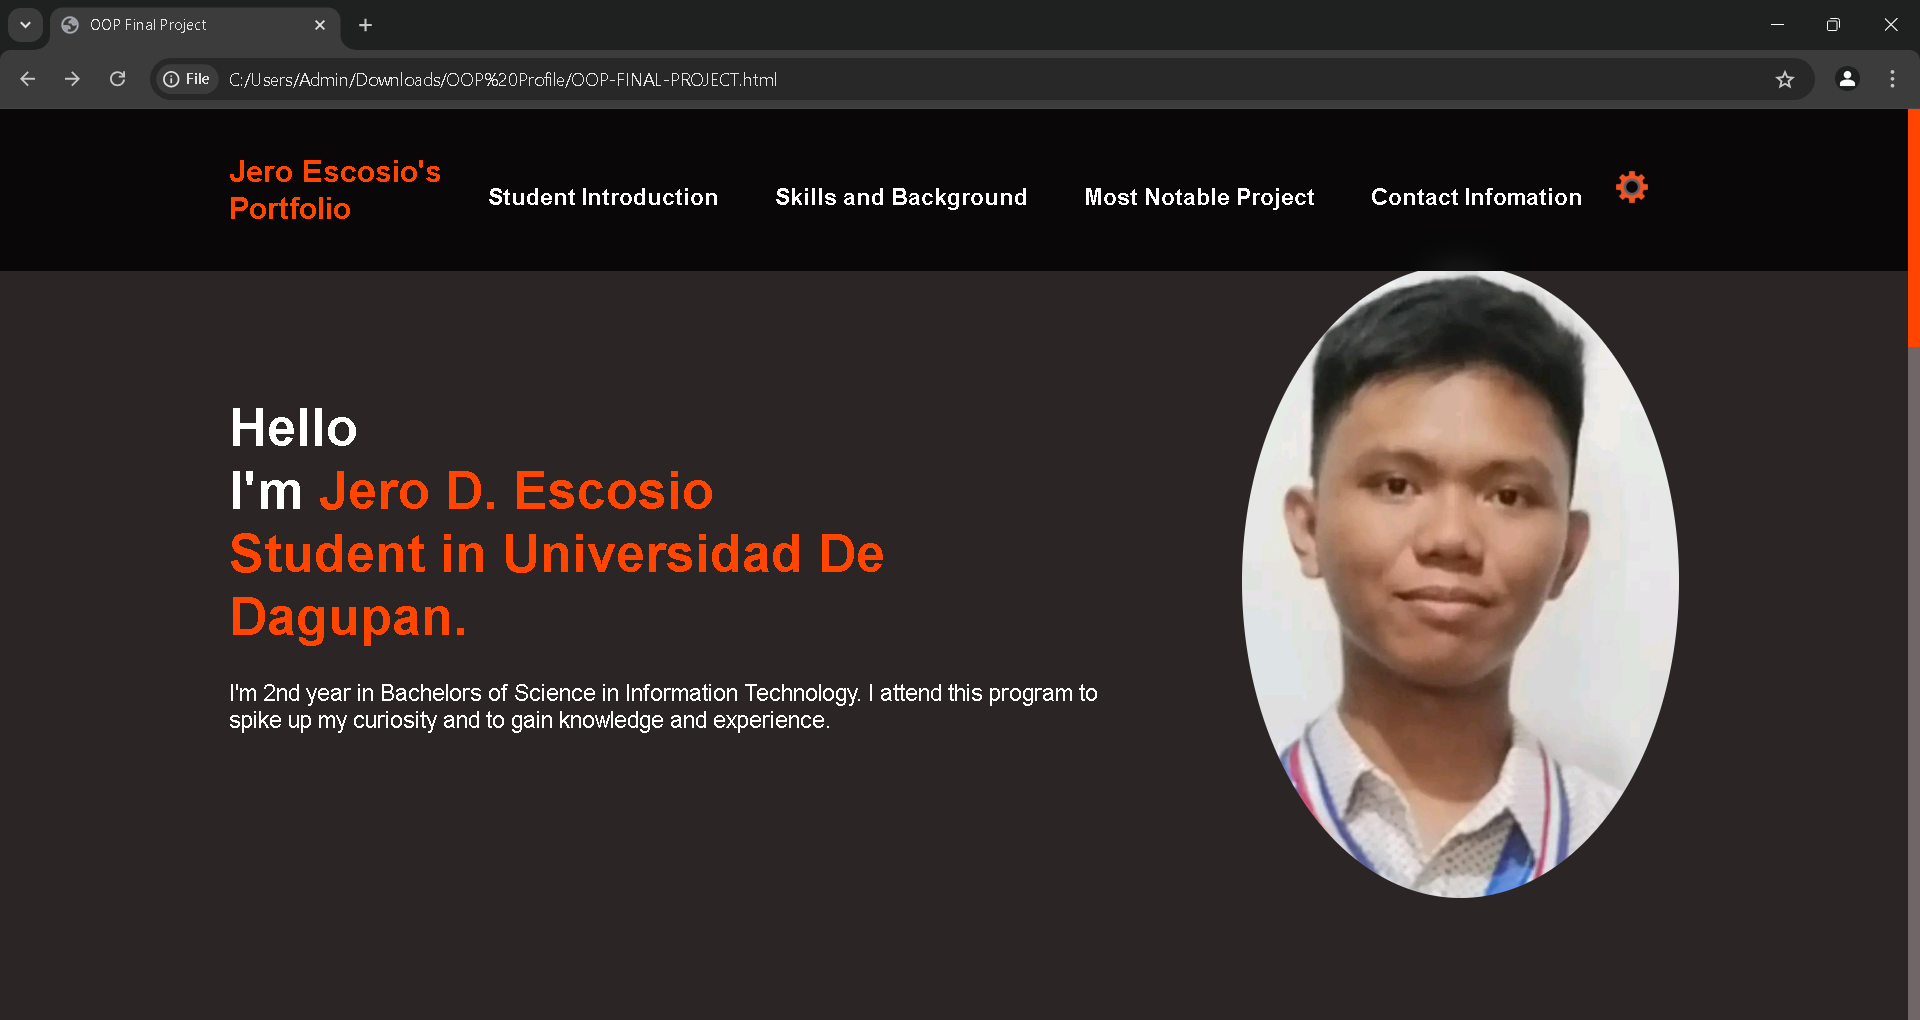 OOP Final Project
File
C:/Users/Admin/Downloads/OOP%20Profile/OOP-FINAL-PROJECT.html
Jero Escosio's
Portfolio
Student Introduction
Skills and Background
Most Notable Project
Contact Infomation
Hello
I'm Jero D. Escosio
Student in Universidad De
Dagupan.
I'm 2nd year in Bachelors of Science in Information Technology. I attend this program to
spike up my curiosity and to gain knowledge and experience.